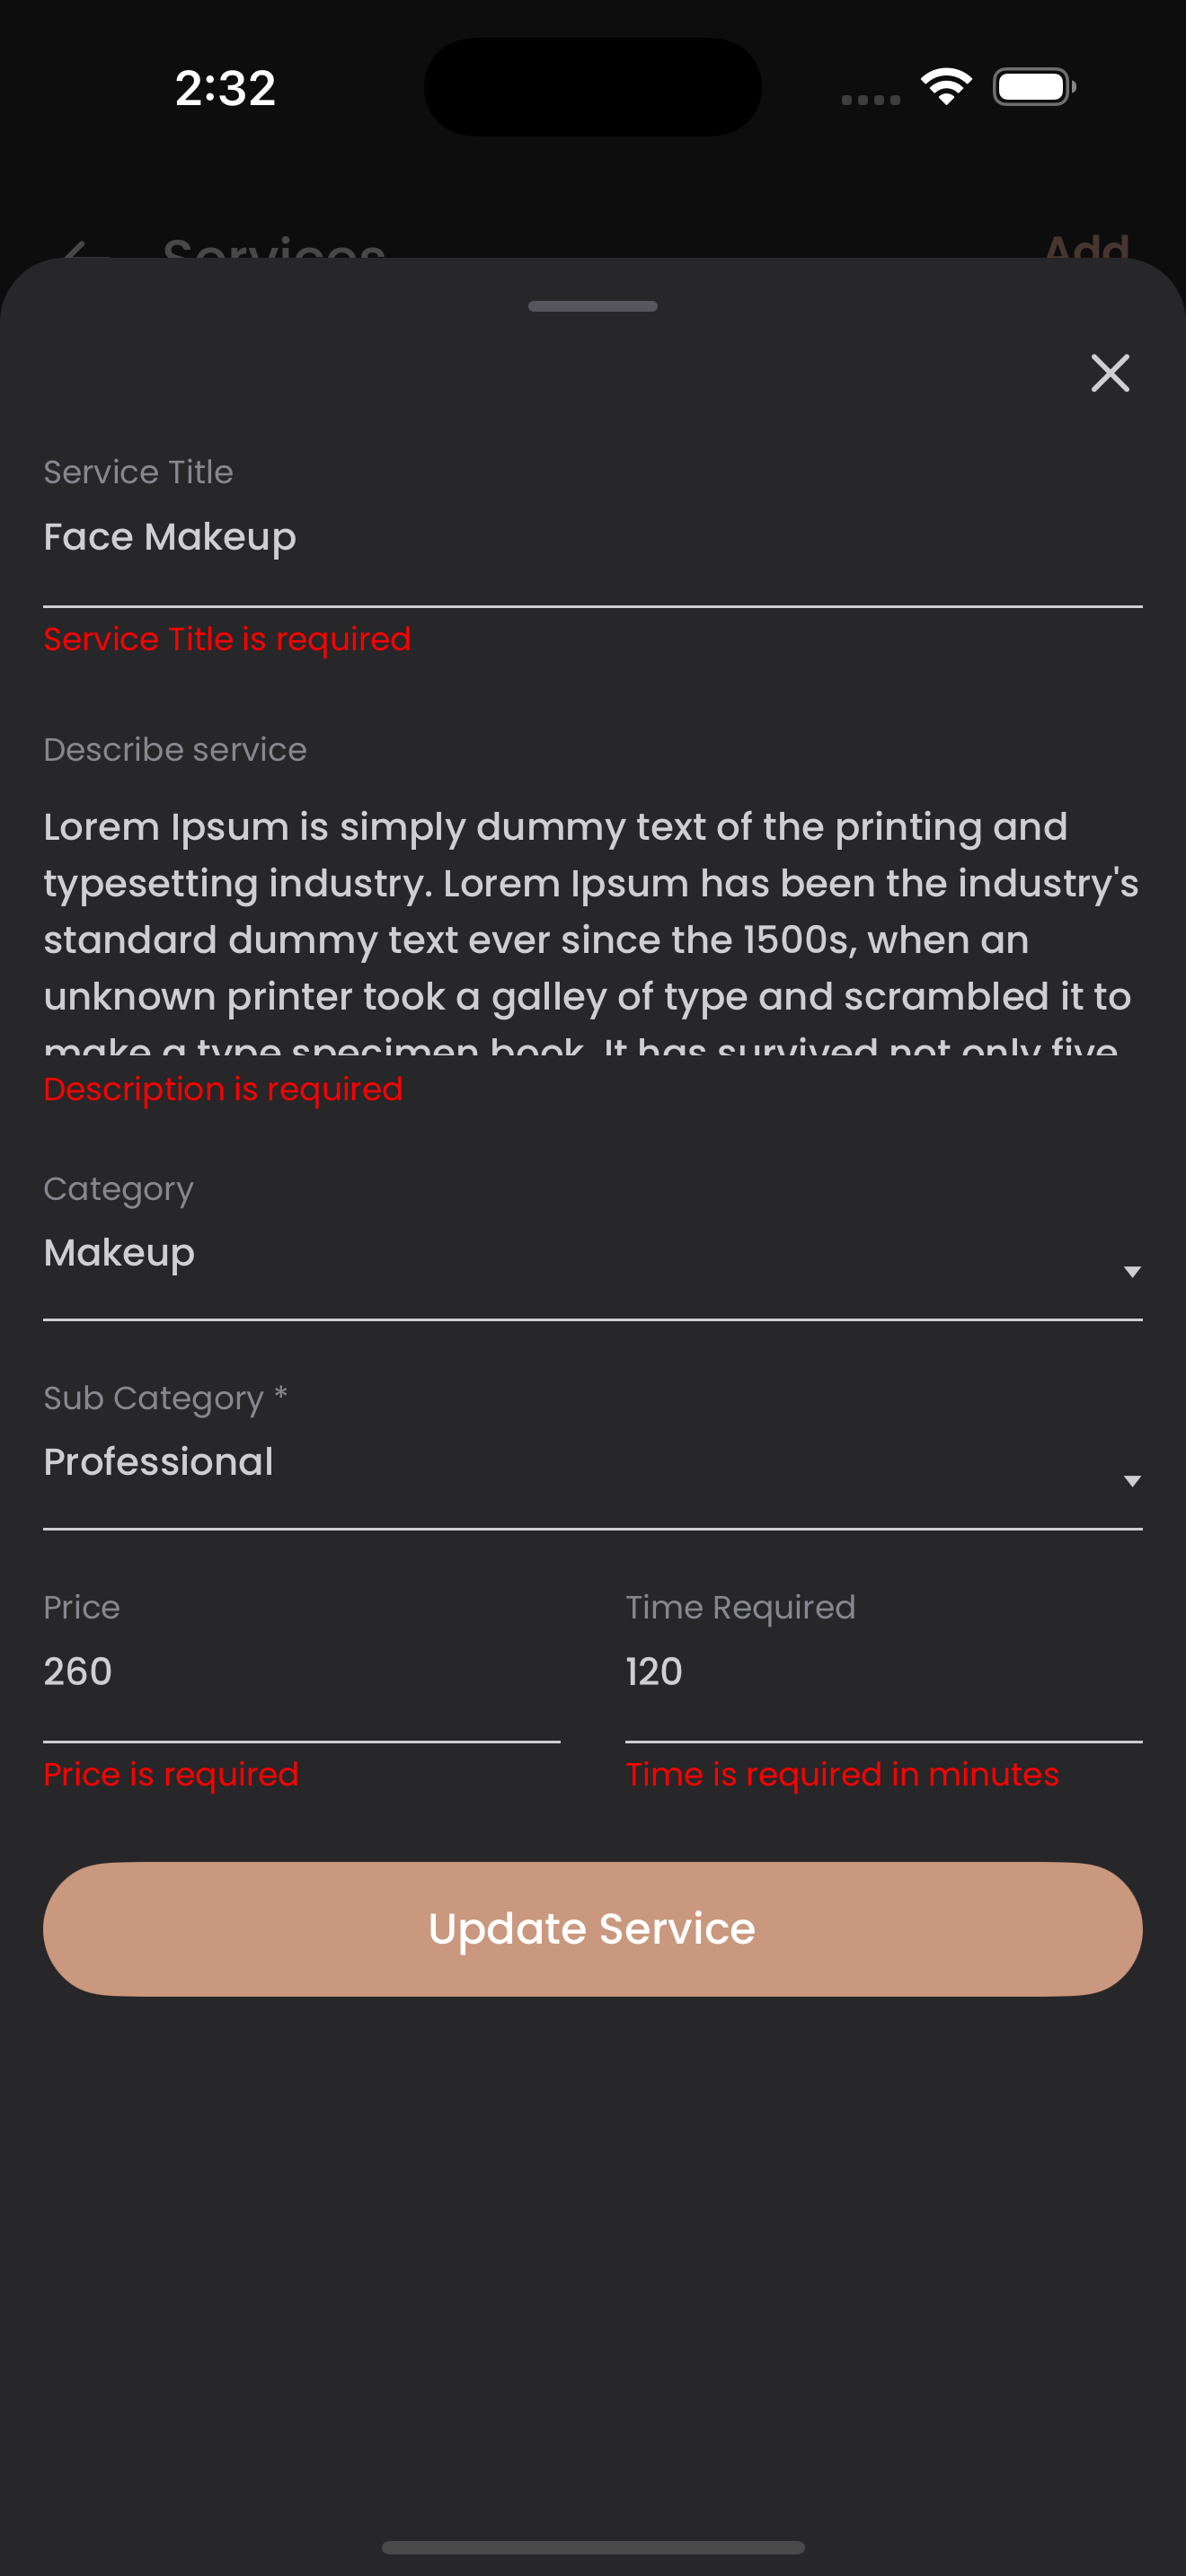 2:32
Services
Add
Service Title
Face Makeup
Service Title is required
Describe service
Lorem Ipsum is simply dummy text of the printing and
typesetting industry. Lorem Ipsum has been the industry's
standard dummy text ever since the 1500s, when an
unknown printer took a galley of type and scrambled it to
make a type specimen book. It has survived not only five
Description is required
Category
Makeup
Sub Category *
Professional
Price
Time Required
260
120
Price is required
Time is required in minutes
Update Service